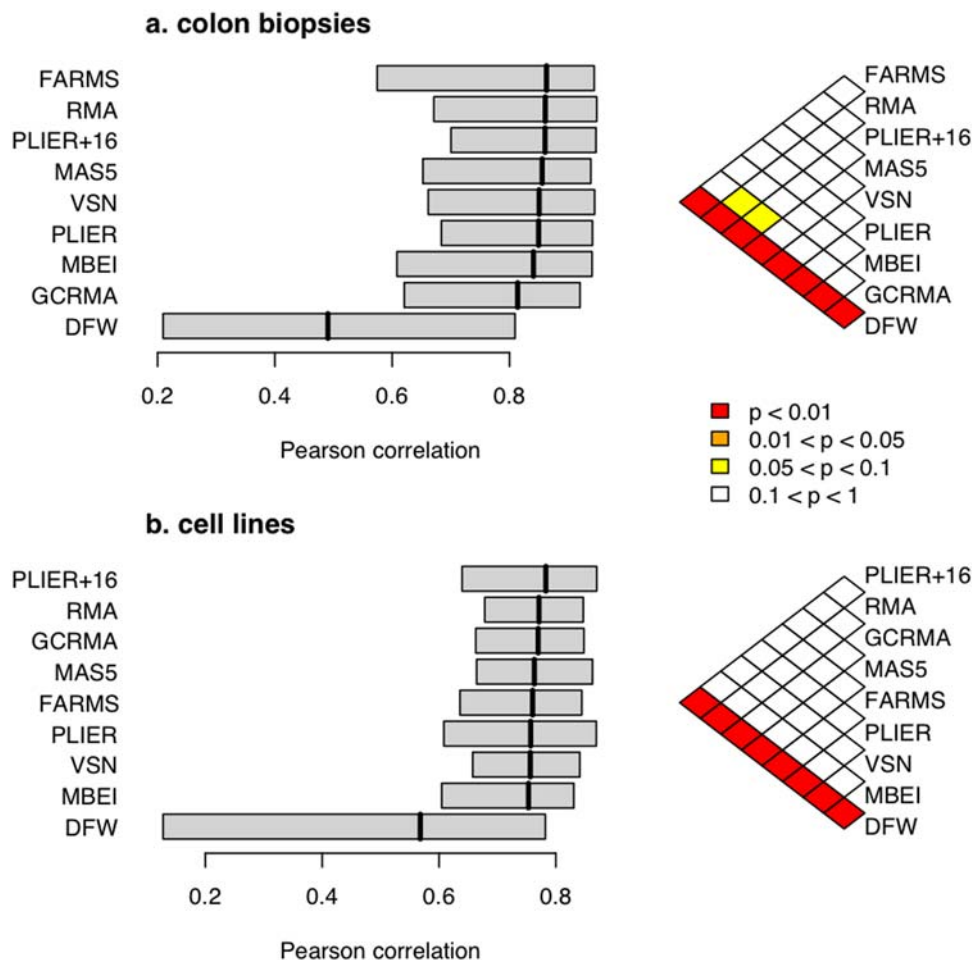 a. colon biopsies
FARMS
RMA
PLIER+16
MAS5
VSN
PLIER
MBEI
GCRMA
DFW
0.2 0.4 0.6 0.8
Pearson correlation
FARMS
RMA
PLIER+16
MAS5
VSN
PLIER
MBEI
GCRMA
DFW
p < 0.01
0.01 < p < 0.05
0.05 < p < 0.1
0.1 < p < 1
b. cell lines
PLIER+16
RMA
GCRMA
MAS5
FARMS
PLIER
VSN
MBEI
DFW
0.2 0.4 0.6 0.8
Pearson correlation
PLIER+16
RMA
GCRMA
MAS5
FARMS
PLIER
VSN
MBEI
DFW